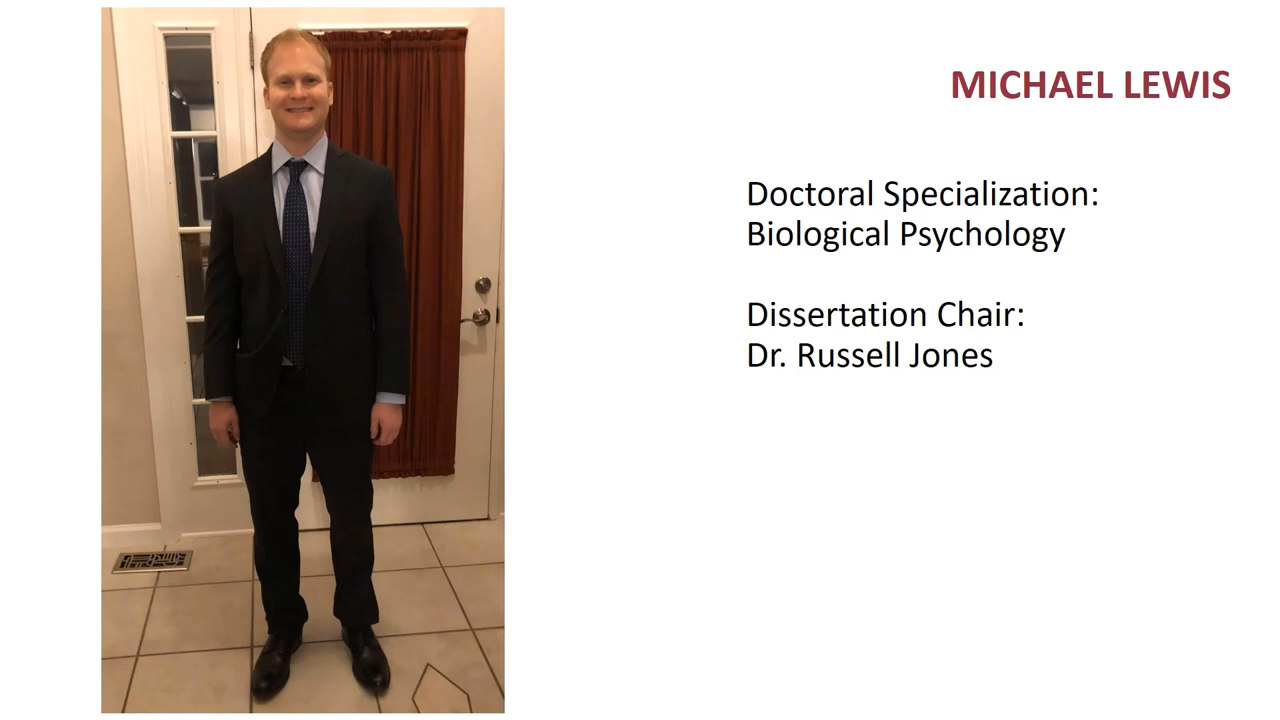 MICHAEL LEWIS
Doctoral Specialization:
Biological Psychology
Dissertation Chair:
Dr. Russell Jones